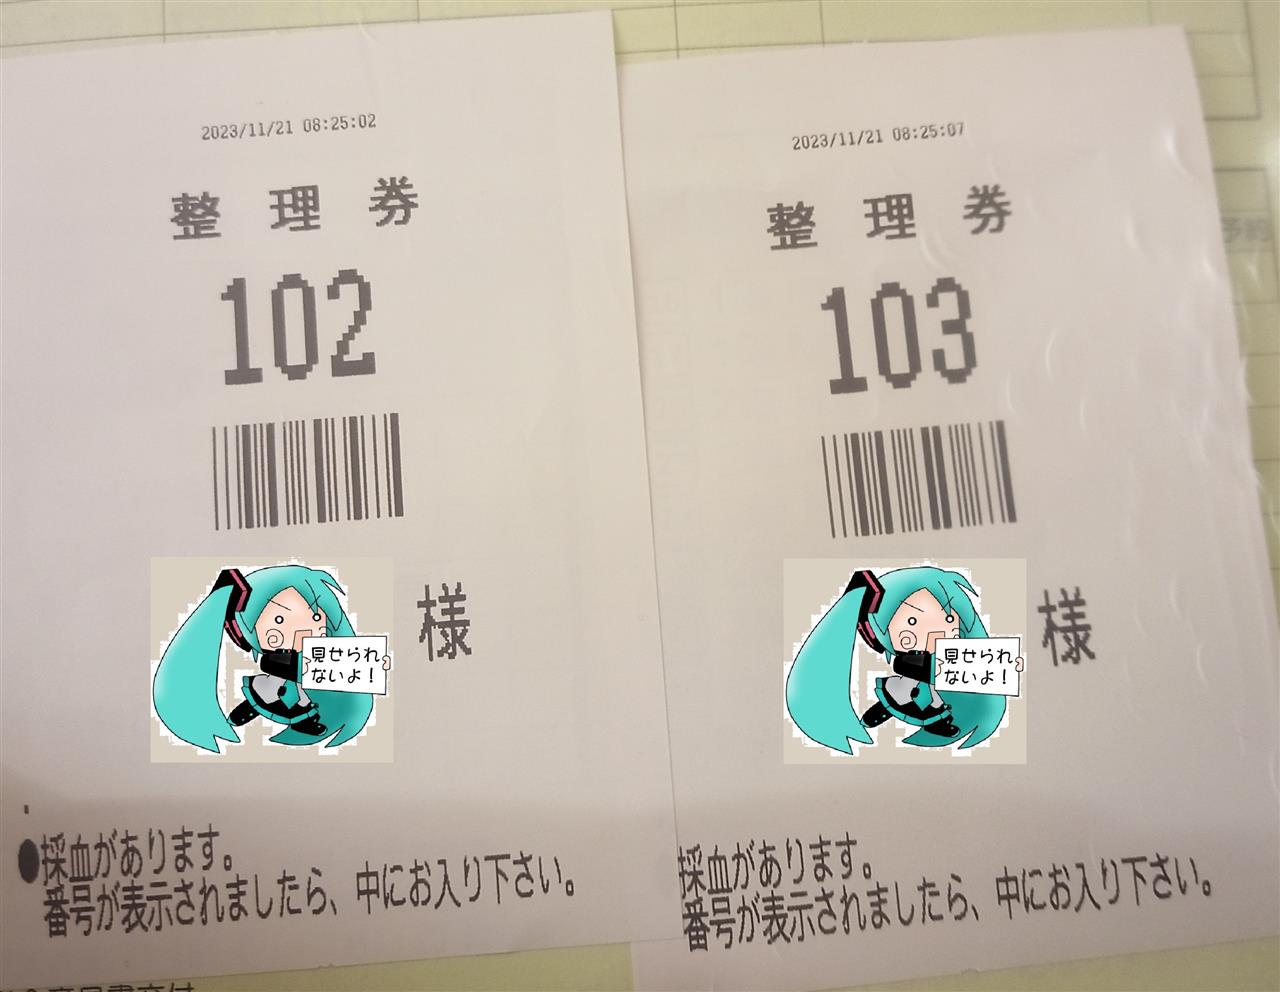 2023/11/21 08:25:02
整理券
102
見せられ
ないよ！
様
●採血があります。
番号が表示されましたら、中にお入り下さい。
2023/11/21 08:25:07
整理券
103
見せられ
ないよ！
様
採血があります。
番号が表示されましたら、中にお入り下さい。
予約